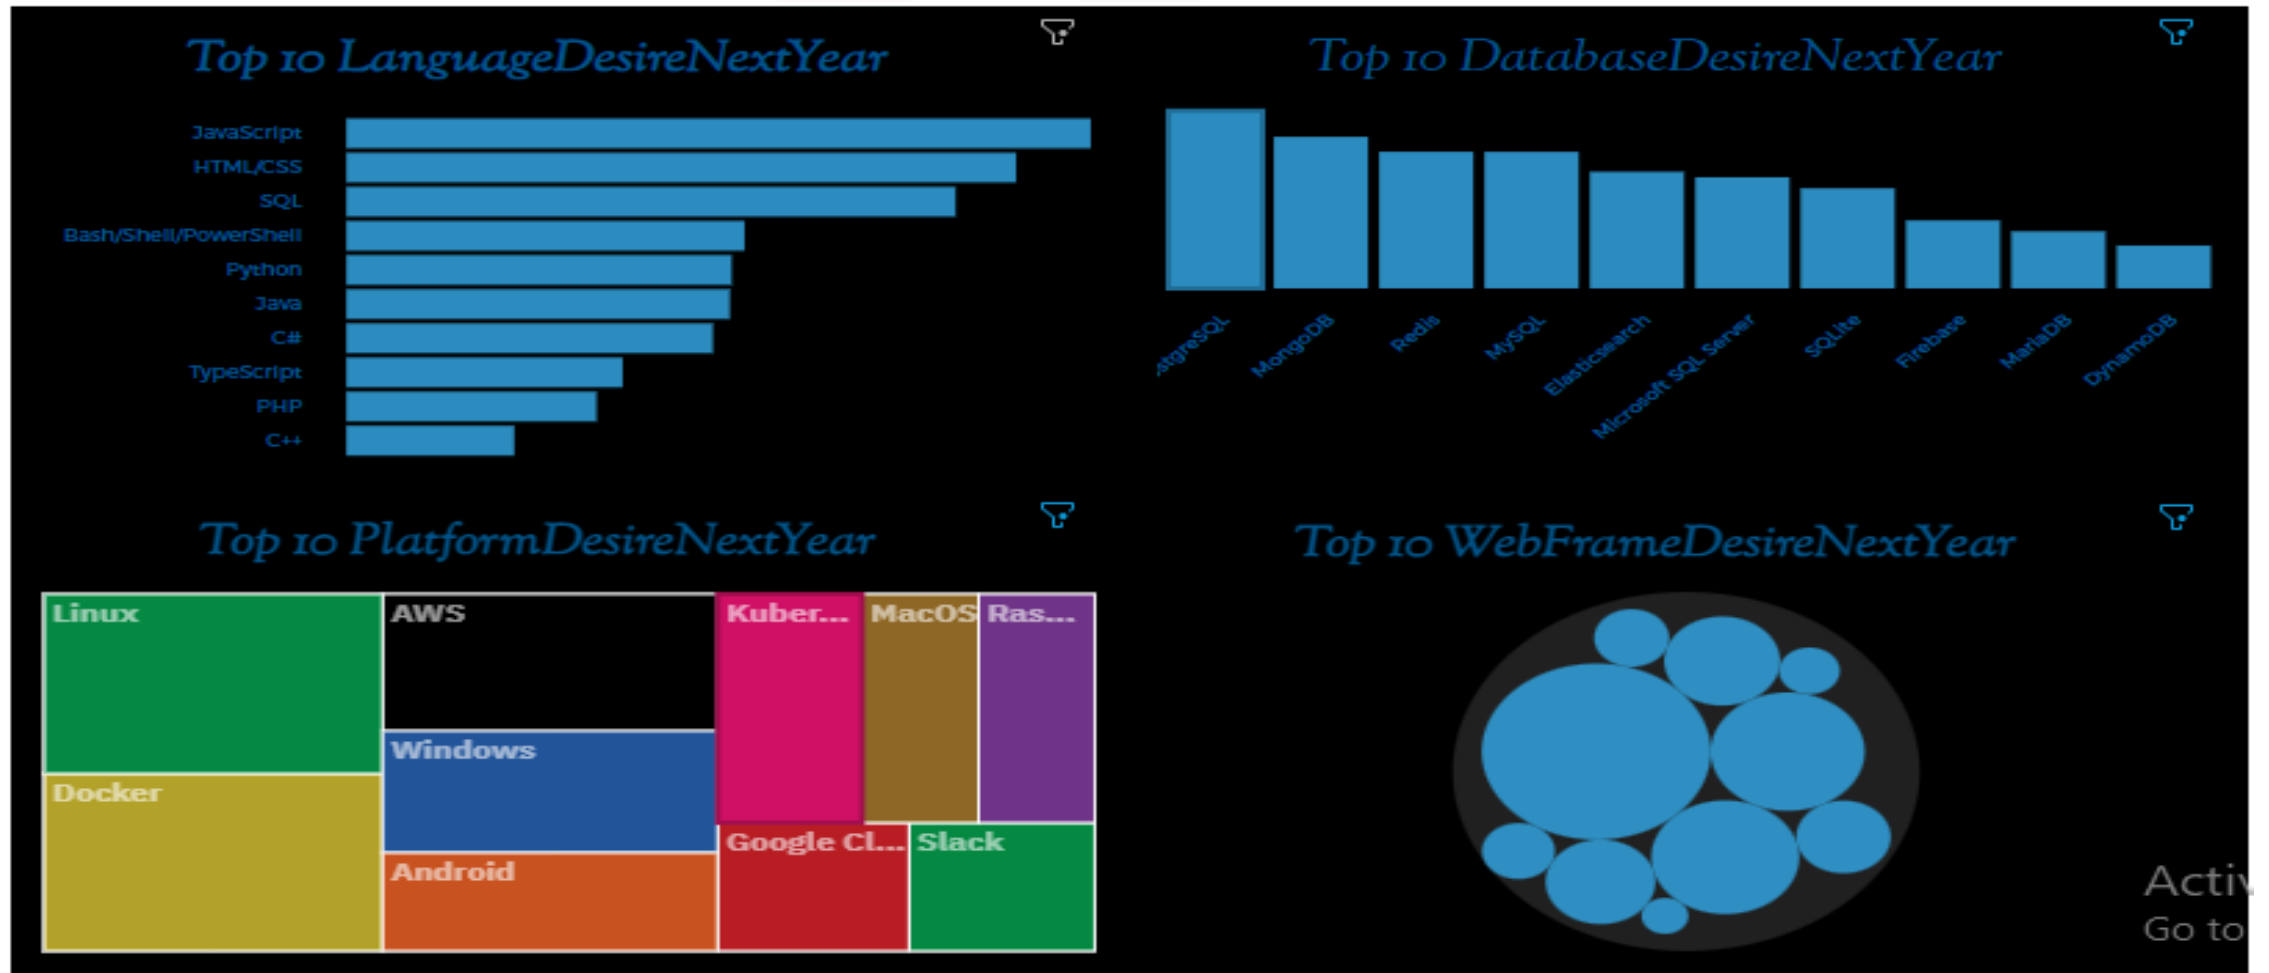 Top 10 LanguageDesireNextYear
JavaScript
HTML/CSS
SQL
Bash/Shell/PowerShell
Python
Java
C#
TypeScript
PHP
C++
Top 10 DatabaseDesireNextYear
stgreSQL
MongoDB
Redis
MySQL
Elasticsearch
Microsoft SQL Server
SQLite
Firebase
MariaDB
DynamoDB
Top 10 PlatformDesireNextYear
Linux
AWS
Kuber...
MacOS
Ras...
Windows
Docker
Google Cl...
Slack
Android
Top 10 WebFrameDesireNextYear
Activ
Go to